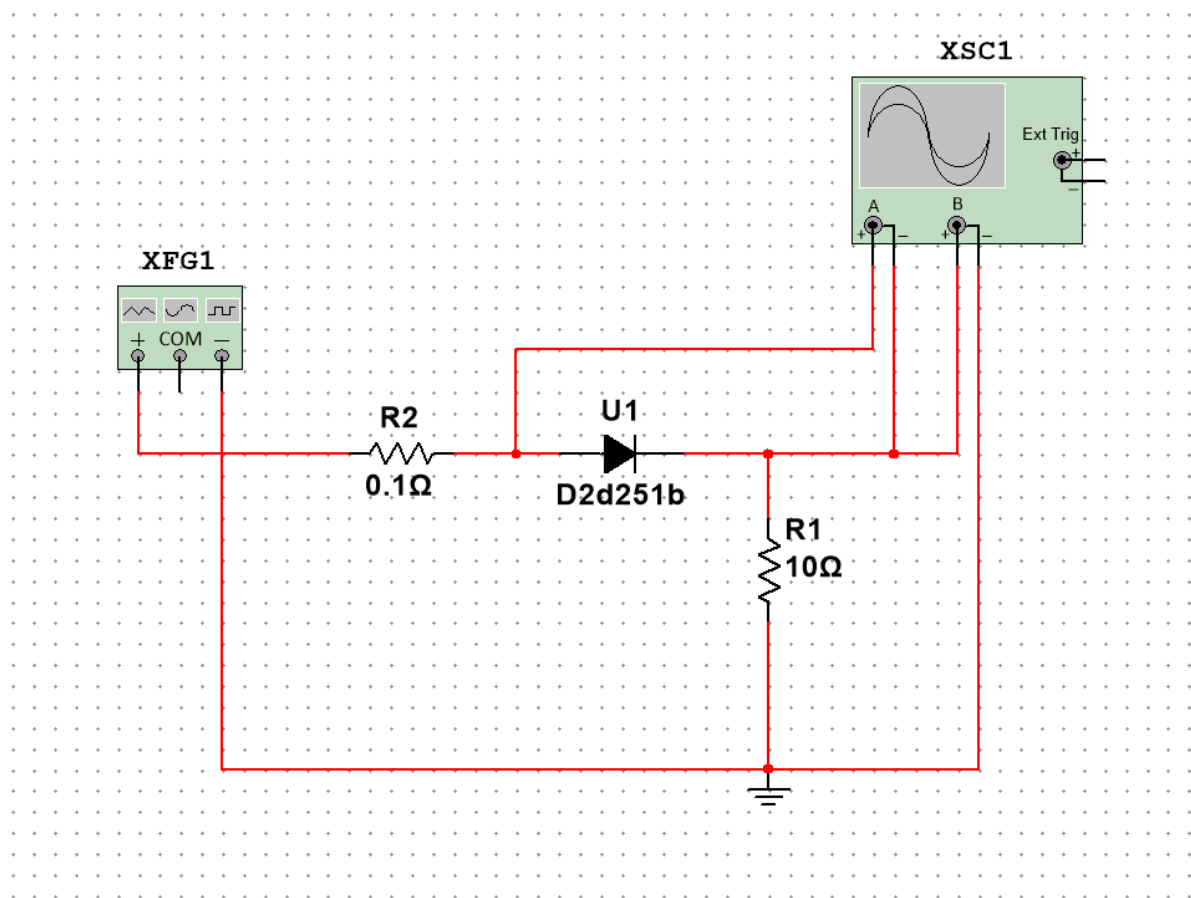 XSC1
Ext Trig
+
−
A
B
+ − + −
XFG1
+ COM −
R2
0.1Ω
U1
D2d251b
R1
10Ω